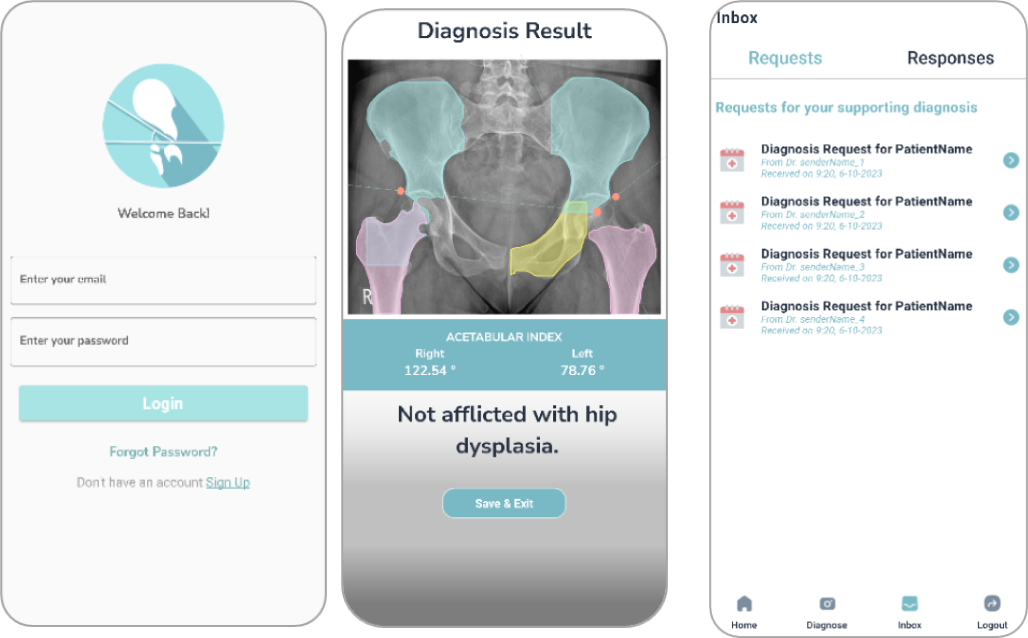 Welcome Back!
Enter your email
Enter your password
Login
Forgot Password?
Don't have an account Sign Up
Diagnosis Result
R
ACETABULAR INDEX
Right Left
122.54 ° 78.76 °
Not afflicted with hip
dysplasia.
Save & Exit
Inbox
Requests Responses
Requests for your supporting diagnosis
Diagnosis Request for PatientName
From Dr. senderName_1
Received on 9:20, 6-10-2023
Diagnosis Request for PatientName
From Dr. senderName_2
Received on 9:20, 6-10-2023
Diagnosis Request for PatientName
From Dr. senderName_3
Received on 9:20, 6-10-2023
Diagnosis Request for PatientName
From Dr. senderName_4
Received on 9:20, 6-10-2023
Home Diagnose Inbox Logout